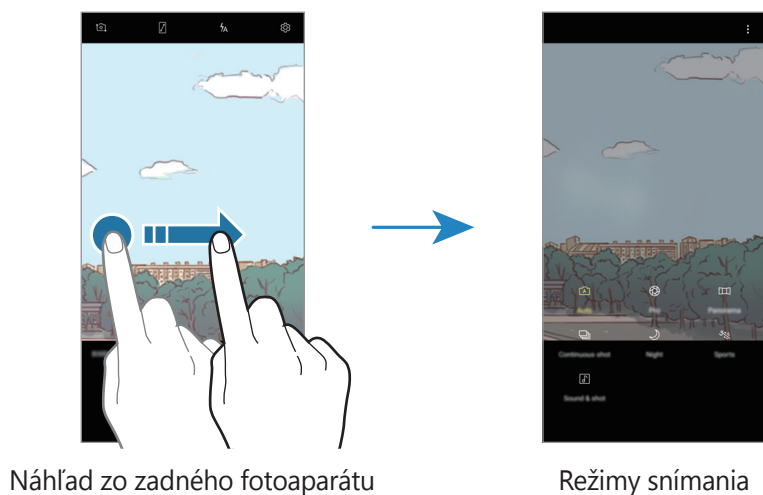 Auto
Pro
Panorama
Continuous shot
Night
Sports
Sound & shot
Náhľad zo zadného fotoaparátu
Režimy snímania